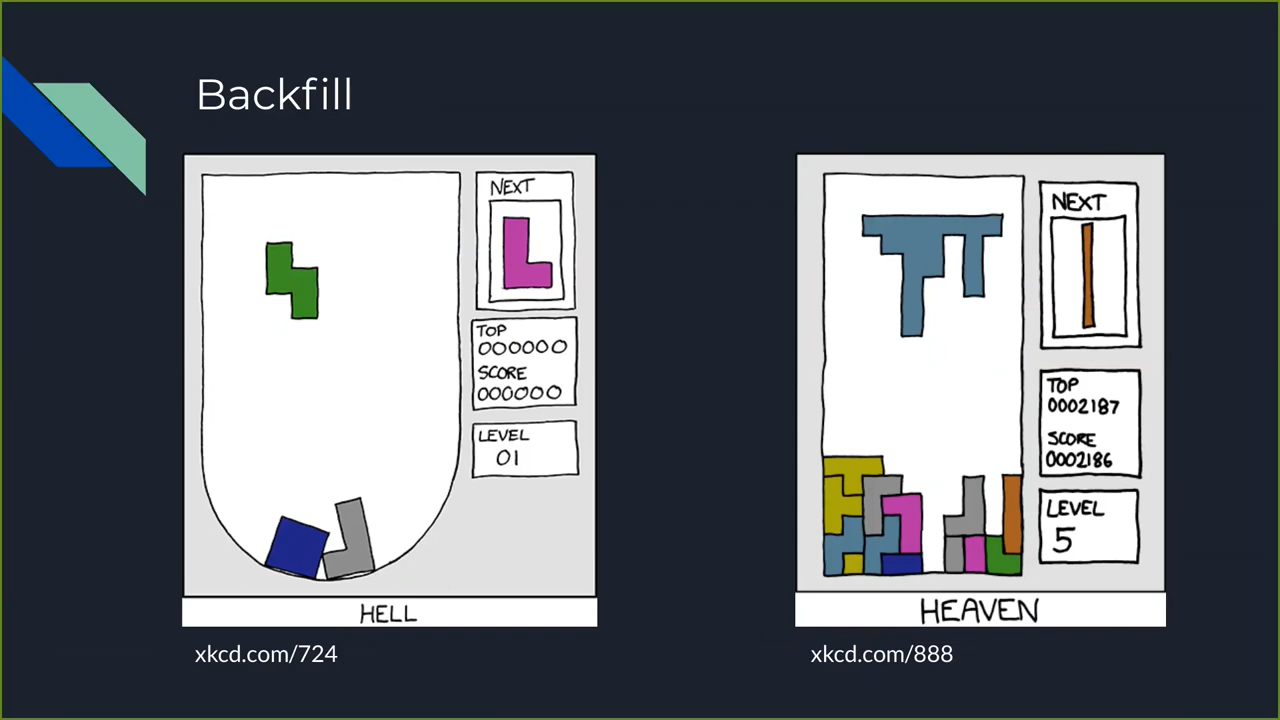 Backfill
NEXT
TOP
000000
SCORE
000000
LEVEL
01
HELL
xkcd.com/724
NEXT
TOP
0002187
SCORE
0002186
LEVEL
5
HEAVEN
xkcd.com/888